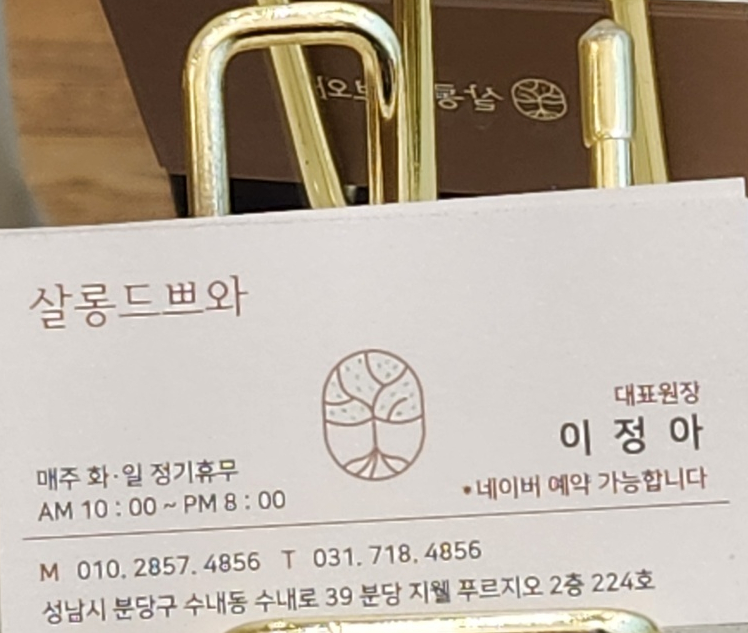 살롱드쁘와
대표원장
이정아
매주 화·일 정기휴무
AM 10 : 00 ~ PM 8 : 00
•네이버 예약 가능합니다
M 010. 2857. 4856 T 031. 718. 4856
성남시 분당구 수내동 수내로 39 분당 지웰 푸르지오 2층 224호